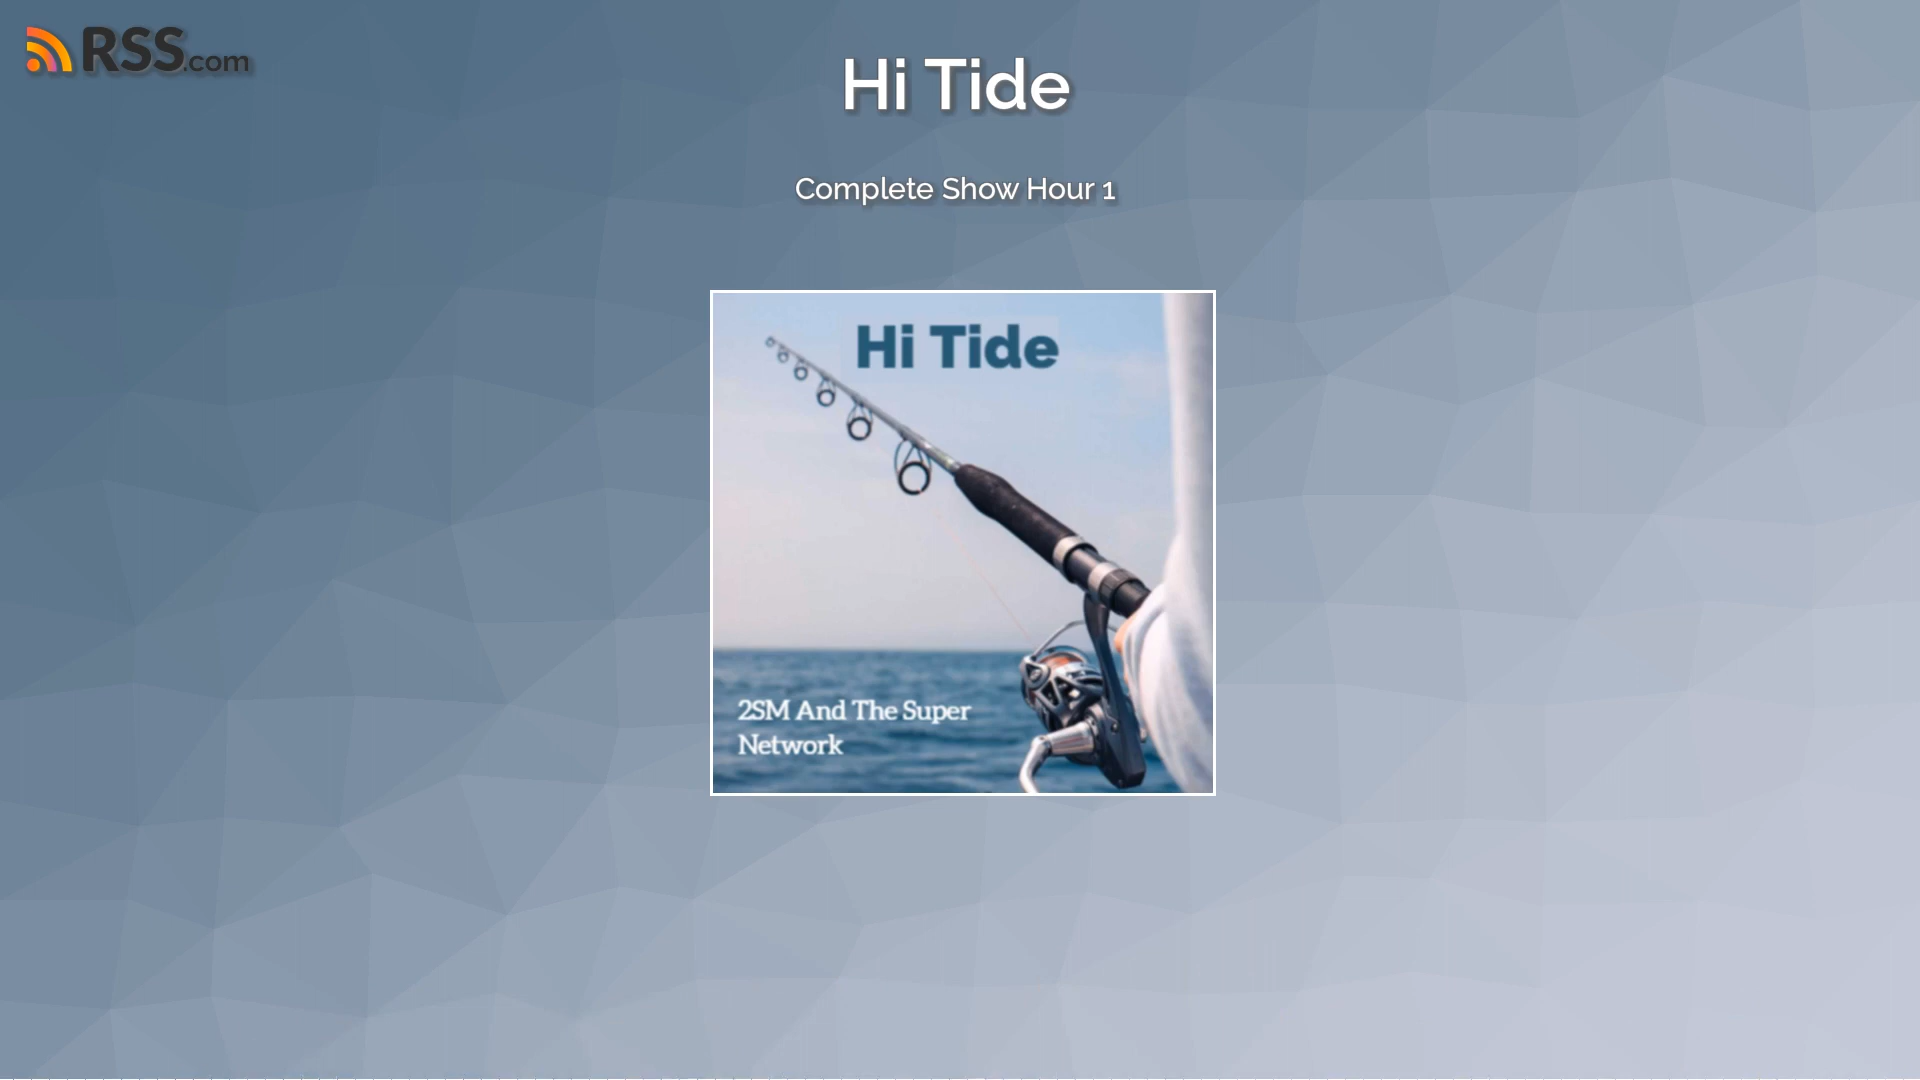 RSS.com
Hi Tide
Complete Show Hour 1
Hi Tide
2SM And The Super
Network